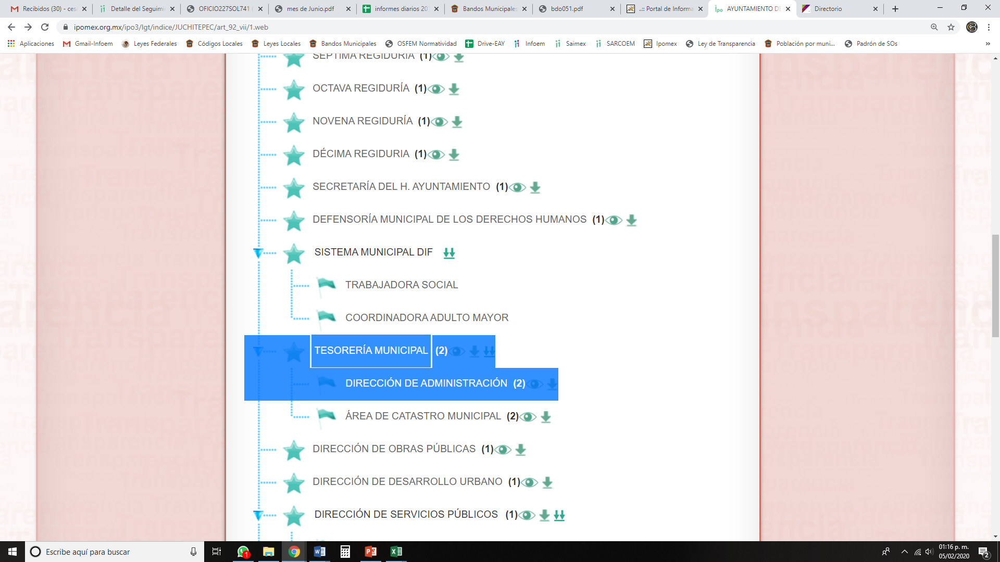 Recibidos (30) - ces
Detalle del Seguimi
OFICIO227SOL741 (
mes de Junio.pdf
informes diarios 201
Bandos Municipales
bdo051.pdf
..:: Portal de Informa
AYUNTAMIENTO DE
Directorio
ipomex.org.mx/ipo3/lgt/indice/JUCHITEPEC/art_92_vii/1.web
Aplicaciones
Gmail-Infoem
Leyes Federales
Códigos Locales
Leyes Locales
Bandos Municipales
OSFEM Normatividad
Drive-EAY
Infoem
Saimex
SARCOEM
Ipomex
Ley de Transparencia
Población por muni...
Padrón de SOs
»
SÉPTIMA REGIDURÍA (1)
OCTAVA REGIDURÍA (1)
NOVENA REGIDURÍA (1)
DÉCIMA REGIDURIA (1)
SECRETARÍA DEL H. AYUNTAMIENTO (1)
DEFENSORÍA MUNICIPAL DE LOS DERECHOS HUMANOS (1)
SISTEMA MUNICIPAL DIF
TRABAJADORA SOCIAL
COORDINADORA ADULTO MAYOR
TESORERÍA MUNICIPAL (2)
DIRECCIÓN DE ADMINISTRACIÓN (2)
ÁREA DE CATASTRO MUNICIPAL (2)
DIRECCIÓN DE OBRAS PÚBLICAS (1)
DIRECCIÓN DE DESARROLLO URBANO (1)
DIRECCIÓN DE SERVICIOS PÚBLICOS (1)
Escribe aquí para buscar
1
01:16 p. m.
05/02/2020
2